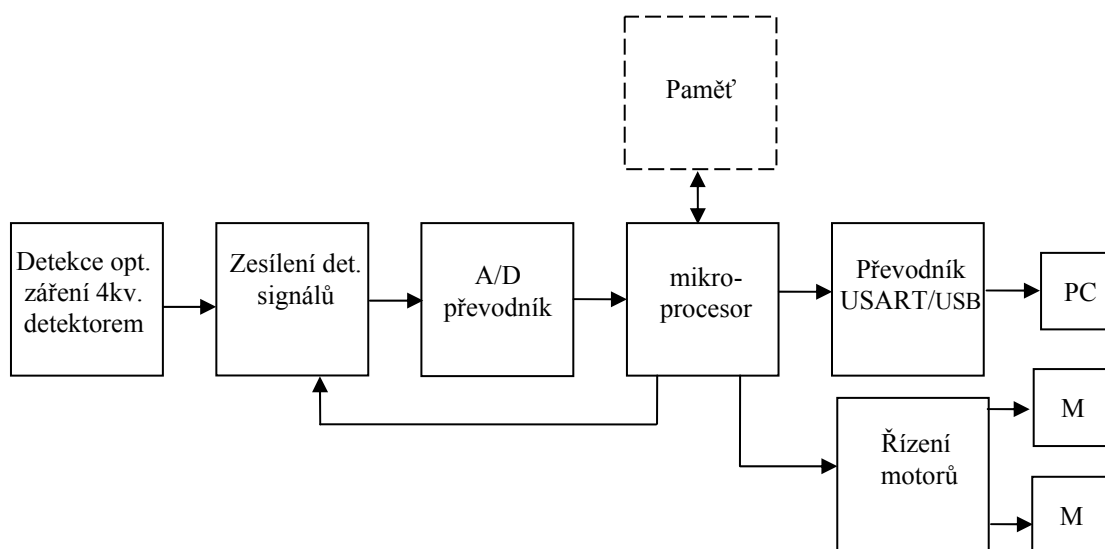 Paměť
Detekce opt.
záření 4kv.
detektorem
Zesílení det.
signálů
A/D
převodník
mikro-
procesor
Převodník
USART/USB
PC
M
Řízení
motorů
M